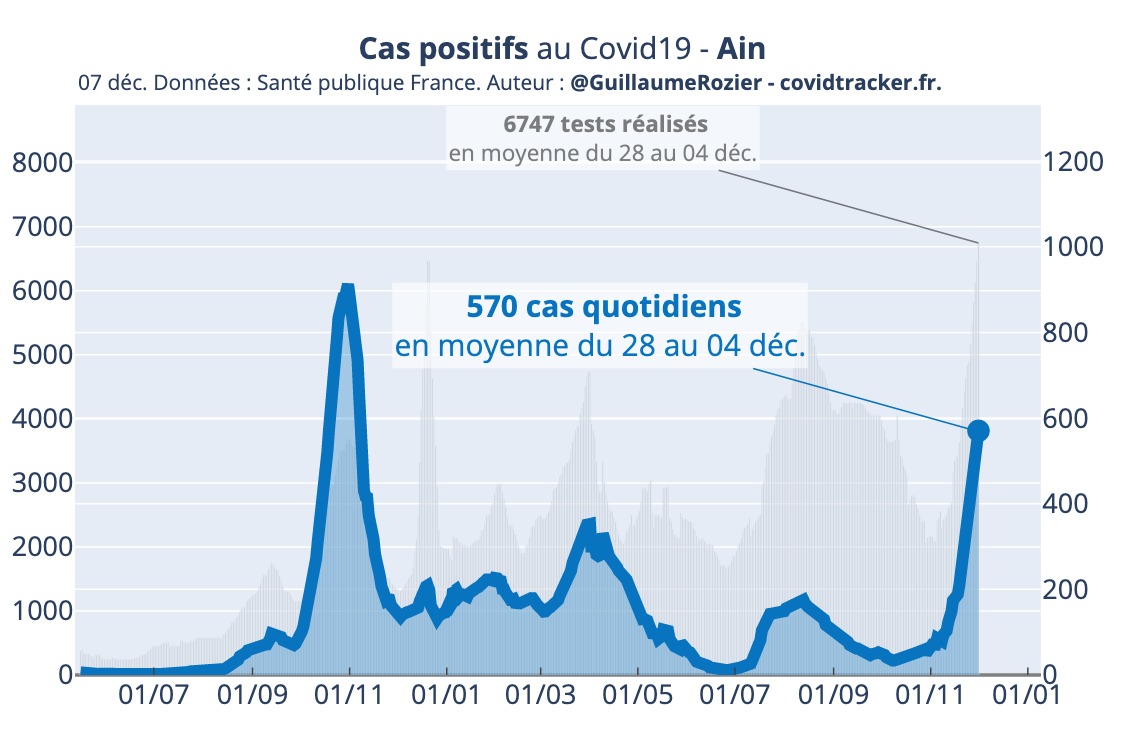 Cas positifs au Covid19 - Ain
07 déc. Données : Santé publique France. Auteur : @GuillaumeRozier - covidtracker.fr.
6747 tests réalisés
en moyenne du 28 au 04 déc.
570 cas quotidiens
en moyenne du 28 au 04 déc.
8000
7000
6000
5000
4000
3000
2000
1000
0
1200
1000
800
600
400
200
0
01/07 01/09 01/11 01/01 01/03 01/05 01/07 01/09 01/11 01/01